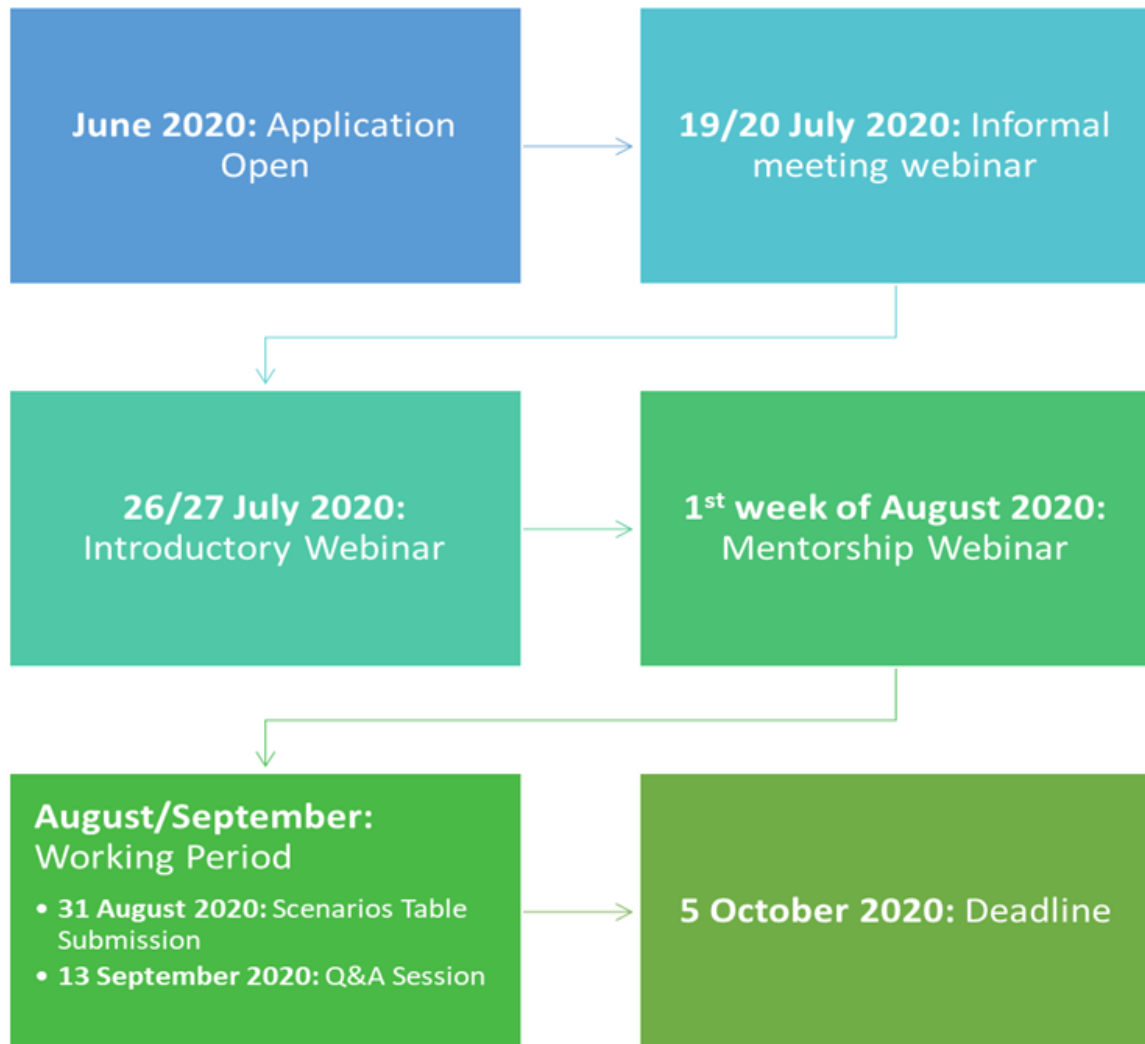 June 2020: Application
Open
19/20 July 2020: Informal
meeting webinar
26/27 July 2020:
Introductory Webinar
1st week of August 2020:
Mentorship Webinar
August/September:
Working Period
• 31 August 2020: Scenarios Table
Submission
• 13 September 2020: Q&A Session
5 October 2020: Deadline